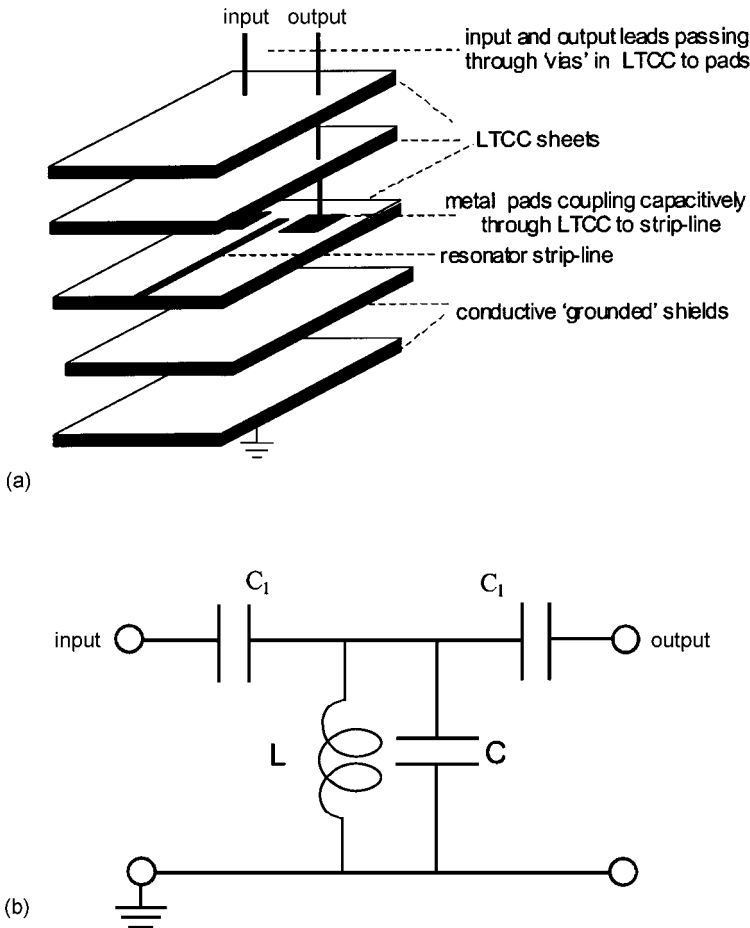 input output
input and output leads passing
through 'vias' in LTCC to pads
LTCC sheets
metal pads coupling capacitively
through LTCC to strip-line
resonator strip-line
conductive 'grounded' shields
(a)
C₁ C₁
input output
L C
(b)